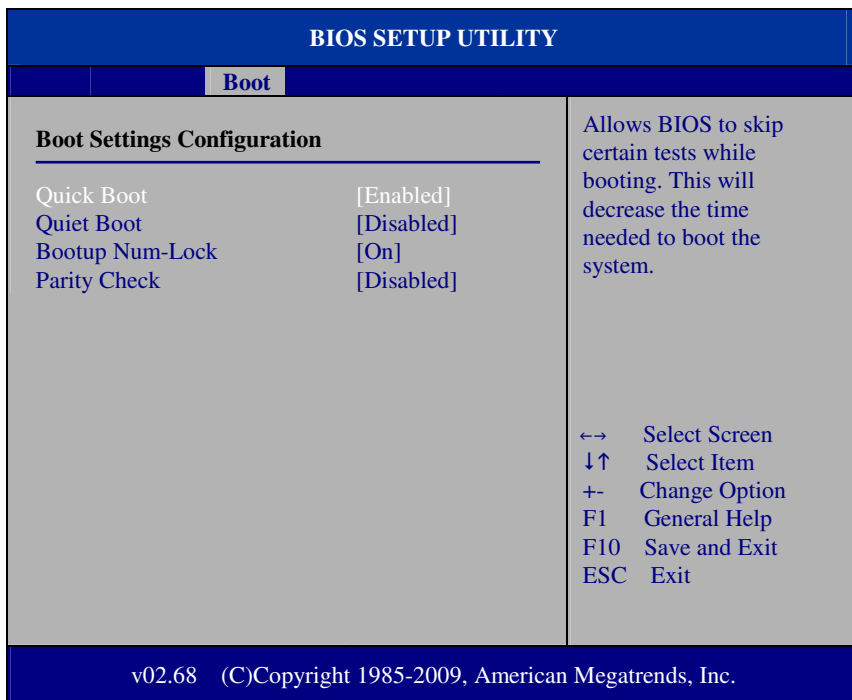 BIOS SETUP UTILITY
Boot
Boot Settings Configuration
Quick Boot [Enabled]
Quiet Boot [Disabled]
Bootup Num-Lock [On]
Parity Check [Disabled]
Allows BIOS to skip
certain tests while
booting. This will
decrease the time
needed to boot the
system.
←→ Select Screen
↓↑ Select Item
+- Change Option
F1 General Help
F10 Save and Exit
ESC Exit
v02.68 (C)Copyright 1985-2009, American Megatrends, Inc.